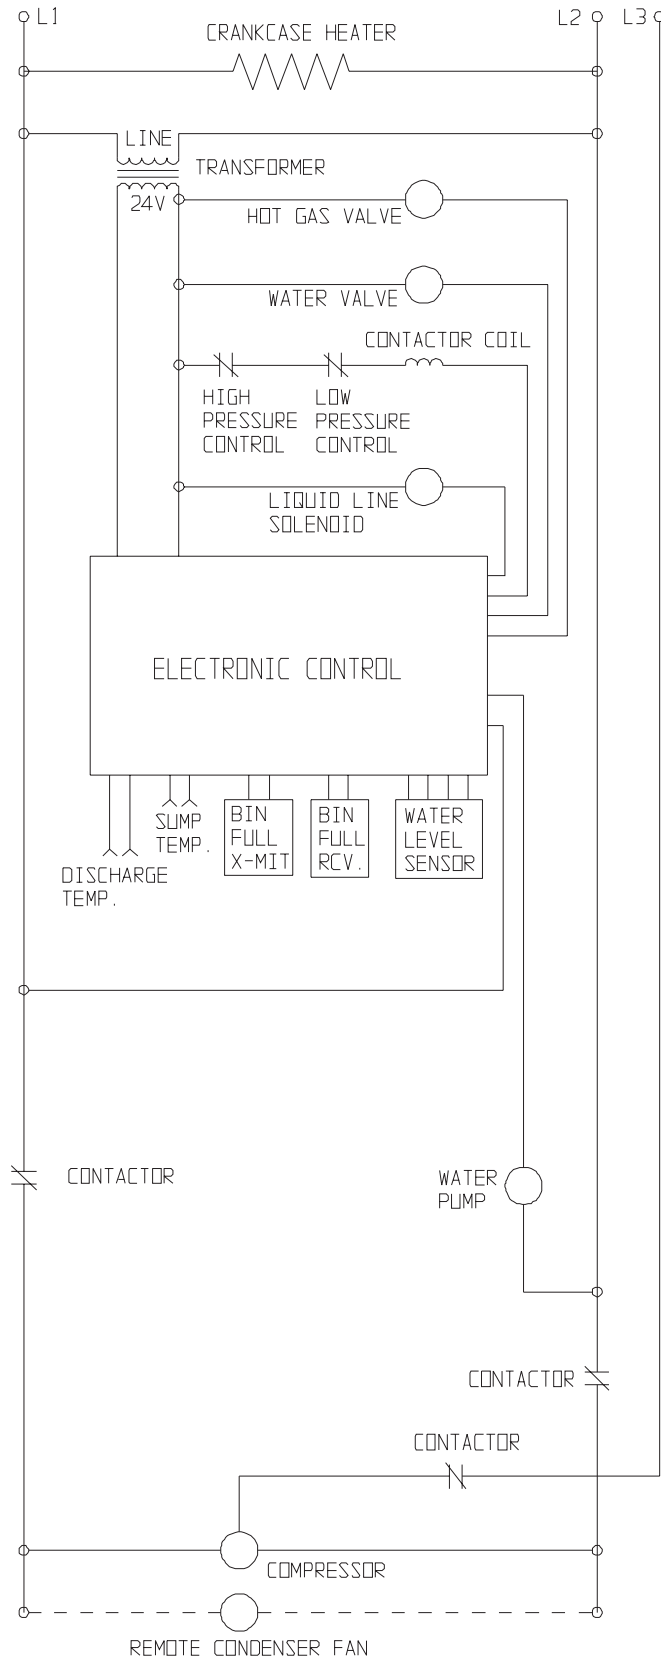 L1
L2
L3
CRANKCASE HEATER
LINE
TRANSFORMER
24V
HOT GAS VALVE
WATER VALVE
CONTACTOR COIL
HIGH
PRESSURE
CONTROL
LOW
PRESSURE
CONTROL
LIQUID LINE
SOLENOID
ELECTRONIC CONTROL
DISCHARGE
TEMP.
SUMP
TEMP.
BIN
FULL
X-MIT
BIN
FULL
RCV.
WATER
LEVEL
SENSOR
CONTACTOR
WATER
PUMP
CONTACTOR
CONTACTOR
COMPRESSOR
REMOTE CONDENSER FAN